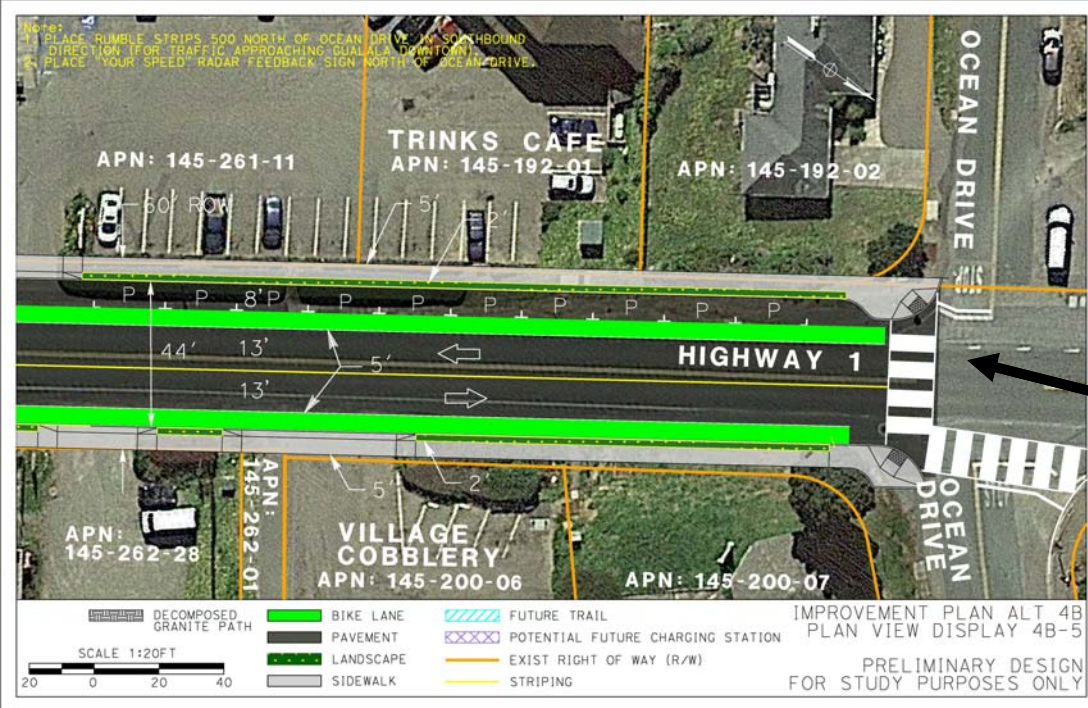 Note:
1. PLACE RUMBLE STRIPS 500 NORTH OF OCEAN DRIVE IN SOUTHBOUND
DIRECTION (FOR TRAFFIC APPROACHING GUALALA DOWNTOWN).
2. PLACE "YOUR SPEED" RADAR FEEDBACK SIGN NORTH OF OCEAN DRIVE.
OCEAN DRIVE
TRINKS CAFE
APN: 145-261-11
APN: 145-192-01
APN: 145-192-02
60' ROW
5'
2'
STOP
P P 8' P P P P P P P
44'
13'
5'
HIGHWAY 1
13'
5'
2'
APN:
145-262-28
APN:
145-262-01
VILLAGE
COBBLERY
APN: 145-200-06
APN: 145-200-07
OCEAN
DRIVE
DECOMPOSED
GRANITE PATH
SCALE 1:20FT
20 0 20 40
BIKE LANE
PAVEMENT
LANDSCAPE
SIDEWALK
FUTURE TRAIL
POTENTIAL FUTURE CHARGING STATION
EXIST RIGHT OF WAY (R/W)
STRIPING
IMPROVEMENT PLAN ALT 4B
PLAN VIEW DISPLAY 4B-5
PRELIMINARY DESIGN
FOR STUDY PURPOSES ONLY